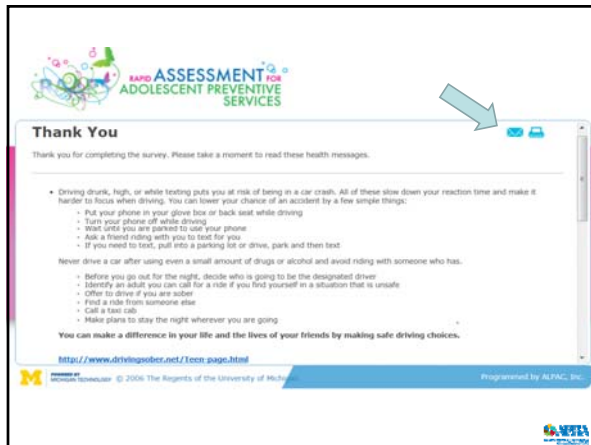 RAPID ASSESSMENT FOR
ADOLESCENT PREVENTIVE
SERVICES
Thank You
Thank you for completing the survey. Please take a moment to read these health messages.
• Driving drunk, high, or while texting puts you at risk of being in a car crash. All of these slow down your reaction time and make it
harder to focus when driving. You can lower your chance of an accident by a few simple things:
◦ Put your phone in your glove box or back seat while driving
◦ Turn your phone off while driving
◦ Wait until you are parked to use your phone
◦ Ask a friend riding with you to text for you
◦ If you need to text, pull into a parking lot or drive, park and then text
Never drive a car after using even a small amount of drugs or alcohol and avoid riding with someone who has.
◦ Before you go out for the night, decide who is going to be the designated driver
◦ Identify an adult you can call for a ride if you find yourself in a situation that is unsafe
◦ Offer to drive if you are sober
◦ Find a ride from someone else
◦ Call a taxi cab
◦ Make plans to stay the night wherever you are going
You can make a difference in your life and the lives of your friends by making safe driving choices.
http://www.drivingsober.net/Teen-page.html
M POWERED BY
MICHIGAN TECHNOLOGY © 2006 The Regents of the University of Michigan Programmed by ALPAC, Inc.